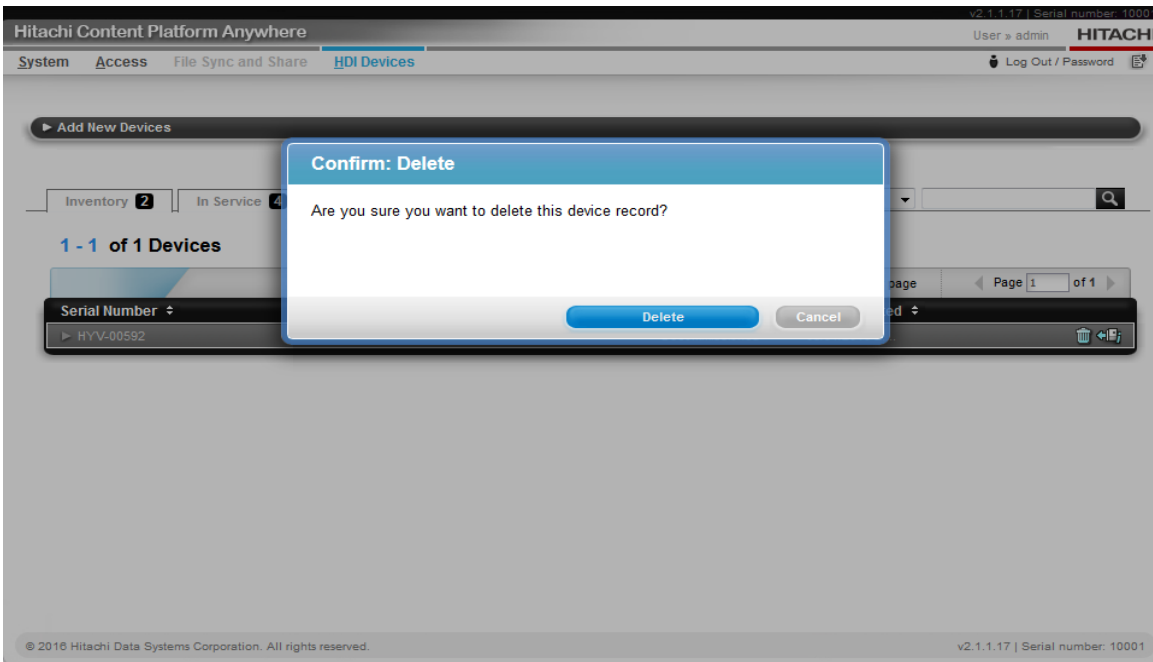 v2.1.1.17 | Serial number: 1000
Hitachi Content Platform Anywhere
User » admin HITACHI
System Access File Sync and Share HDI Devices Log Out / Password
Add New Devices
Confirm: Delete
Inventory 2 In Service 4
Are you sure you want to delete this device record?
1 - 1 of 1 Devices
page Page 1 of 1
Serial Number ed
Delete Cancel
HYV-00592
© 2016 Hitachi Data Systems Corporation. All rights reserved. v2.1.1.17 | Serial number: 10001